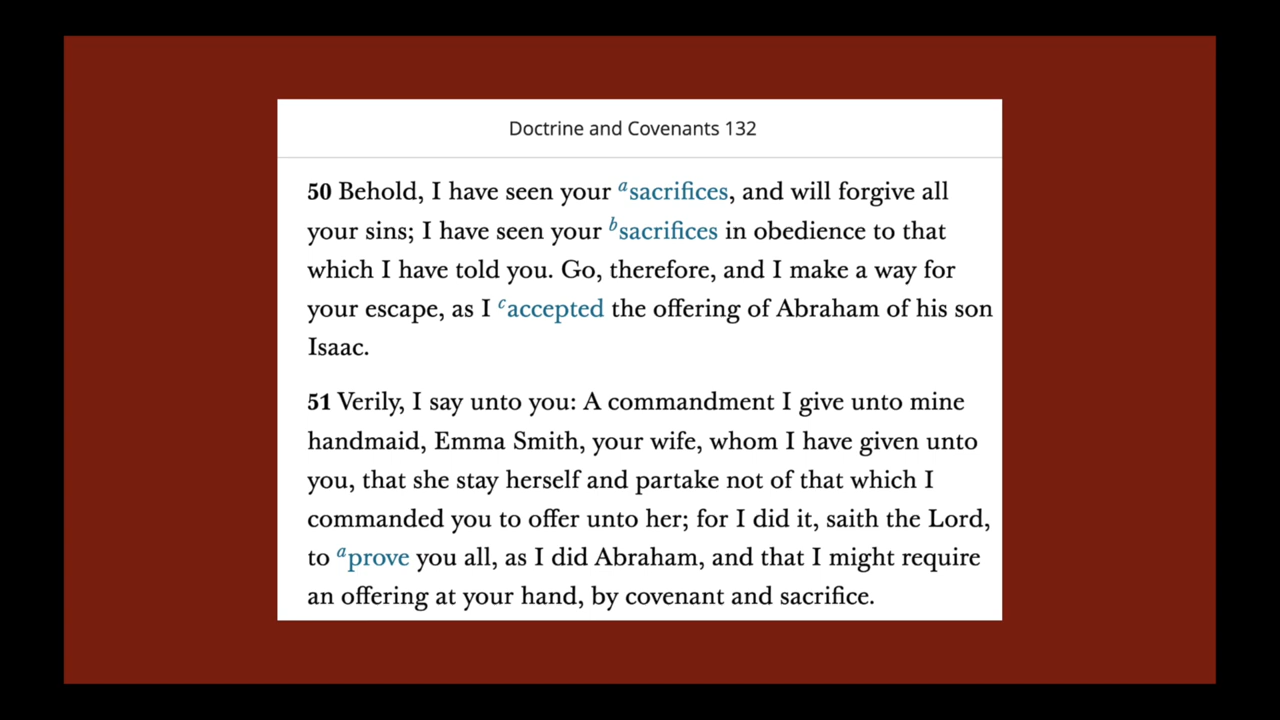 Doctrine and Covenants 132
50 Behold, I have seen your a sacrifices, and will forgive all
your sins; I have seen your b sacrifices in obedience to that
which I have told you. Go, therefore, and I make a way for
your escape, as I c accepted the offering of Abraham of his son
Isaac.
51 Verily, I say unto you: A commandment I give unto mine
handmaid, Emma Smith, your wife, whom I have given unto
you, that she stay herself and partake not of that which I
commanded you to offer unto her; for I did it, saith the Lord,
to a prove you all, as I did Abraham, and that I might require
an offering at your hand, by covenant and sacrifice.